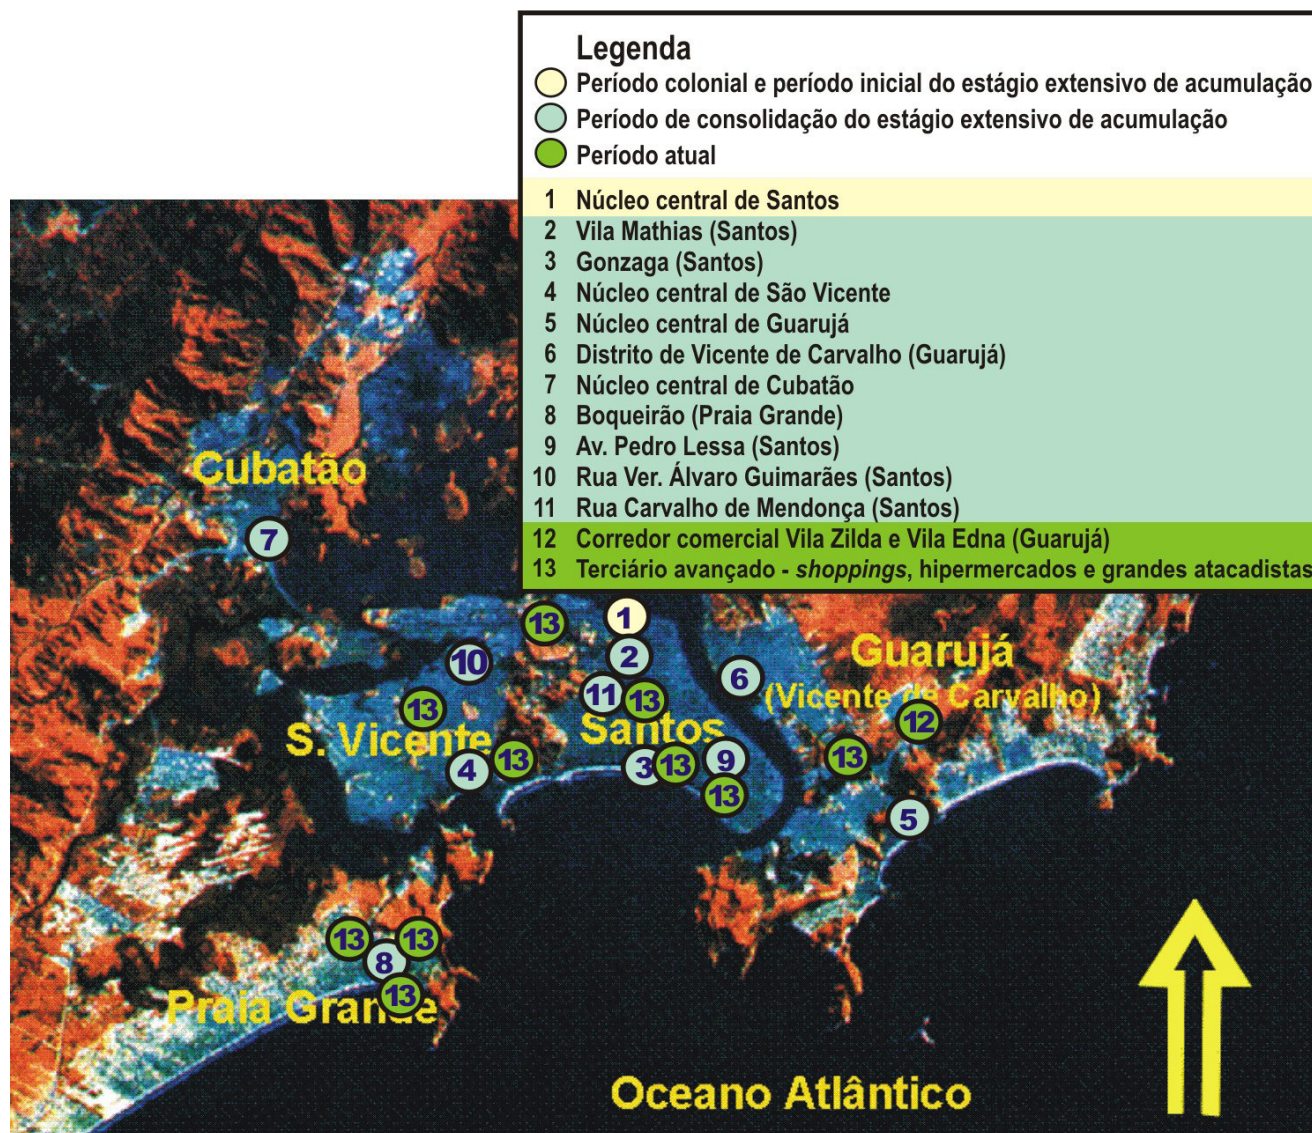 Legenda
Período colonial e período inicial do estágio extensivo de acumulação
Período de consolidação do estágio extensivo de acumulação
Período atual
1 Núcleo central de Santos
2 Vila Mathias (Santos)
3 Gonzaga (Santos)
4 Núcleo central de São Vicente
5 Núcleo central de Guarujá
6 Distrito de Vicente de Carvalho (Guarujá)
7 Núcleo central de Cubatão
8 Boqueirão (Praia Grande)
9 Av. Pedro Lessa (Santos)
10 Rua Ver. Álvaro Guimarães (Santos)
11 Rua Carvalho de Mendonça (Santos)
12 Corredor comercial Vila Zilda e Vila Edna (Guarujá)
13 Terciário avançado - shoppings, hipermercados e grandes atacadistas
Cubatão
7
13
1
2
10
6
Guarujá
(Vicente de Carvalho)
11
13
13
12
Santos
S. Vicente
4
13
3
13
9
13
13
5
13
13
8
13
Praia Grande
Oceano Atlântico